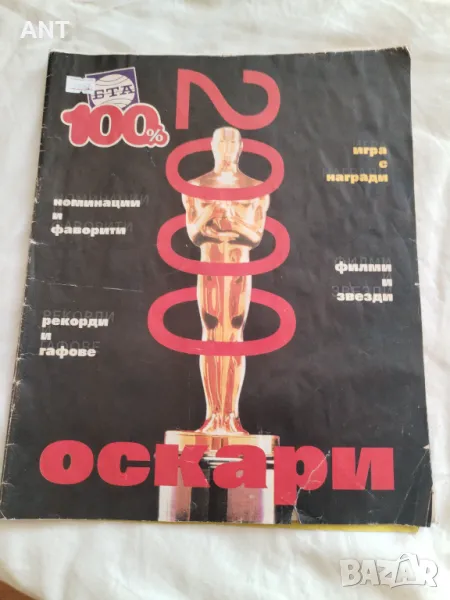 ANT
БТА
100%
2000
игра
с
награди
номинации
и
фаворити
филми
и
звезди
рекорди
и
гафове
оскари
BAZAR